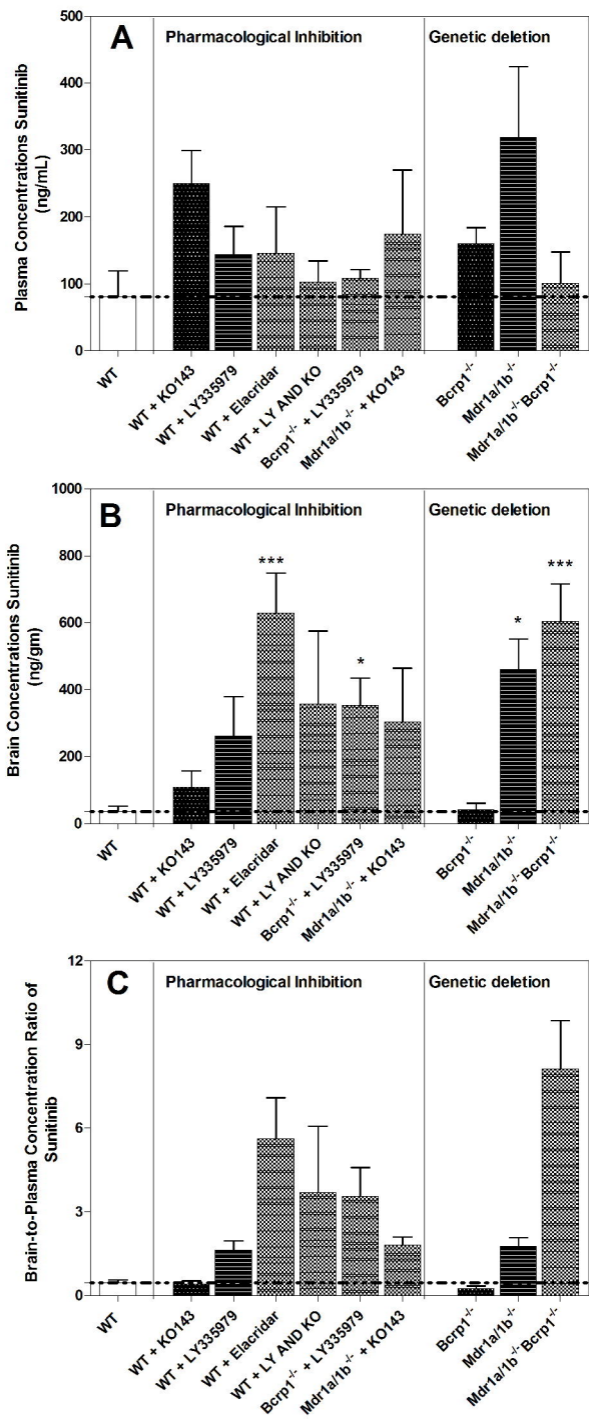 A
Pharmacological Inhibition
Genetic deletion
Plasma Concentrations Sunitinib
(ng/mL)
500
400
300
200
100
0
WT
WT + KO143
WT + LY335979
WT + Elacridar
WT + LY AND KO
Bcrp1-/- + LY335979
Mdr1a/1b-/- + KO143
Bcrp1-/-
Mdr1a/1b-/-
Mdr1a/1b-/-Bcrp1-/-
B
Pharmacological Inhibition
Genetic deletion
Brain Concentrations Sunitinib
(ng/gm)
1000
800
600
400
200
0
***
*
*
***
WT
WT + KO143
WT + LY335979
WT + Elacridar
WT + LY AND KO
Bcrp1-/- + LY335979
Mdr1a/1b-/- + KO143
Bcrp1-/-
Mdr1a/1b-/-
Mdr1a/1b-/-Bcrp1-/-
C
Pharmacological Inhibition
Genetic deletion
Brain-to-Plasma Concentration Ratio of
Sunitinib
12
9
6
3
0
WT
WT + KO143
WT + LY335979
WT + Elacridar
WT + LY AND KO
Bcrp1-/- + LY335979
Mdr1a/1b-/- + KO143
Bcrp1-/-
Mdr1a/1b-/-
Mdr1a/1b-/-Bcrp1-/-